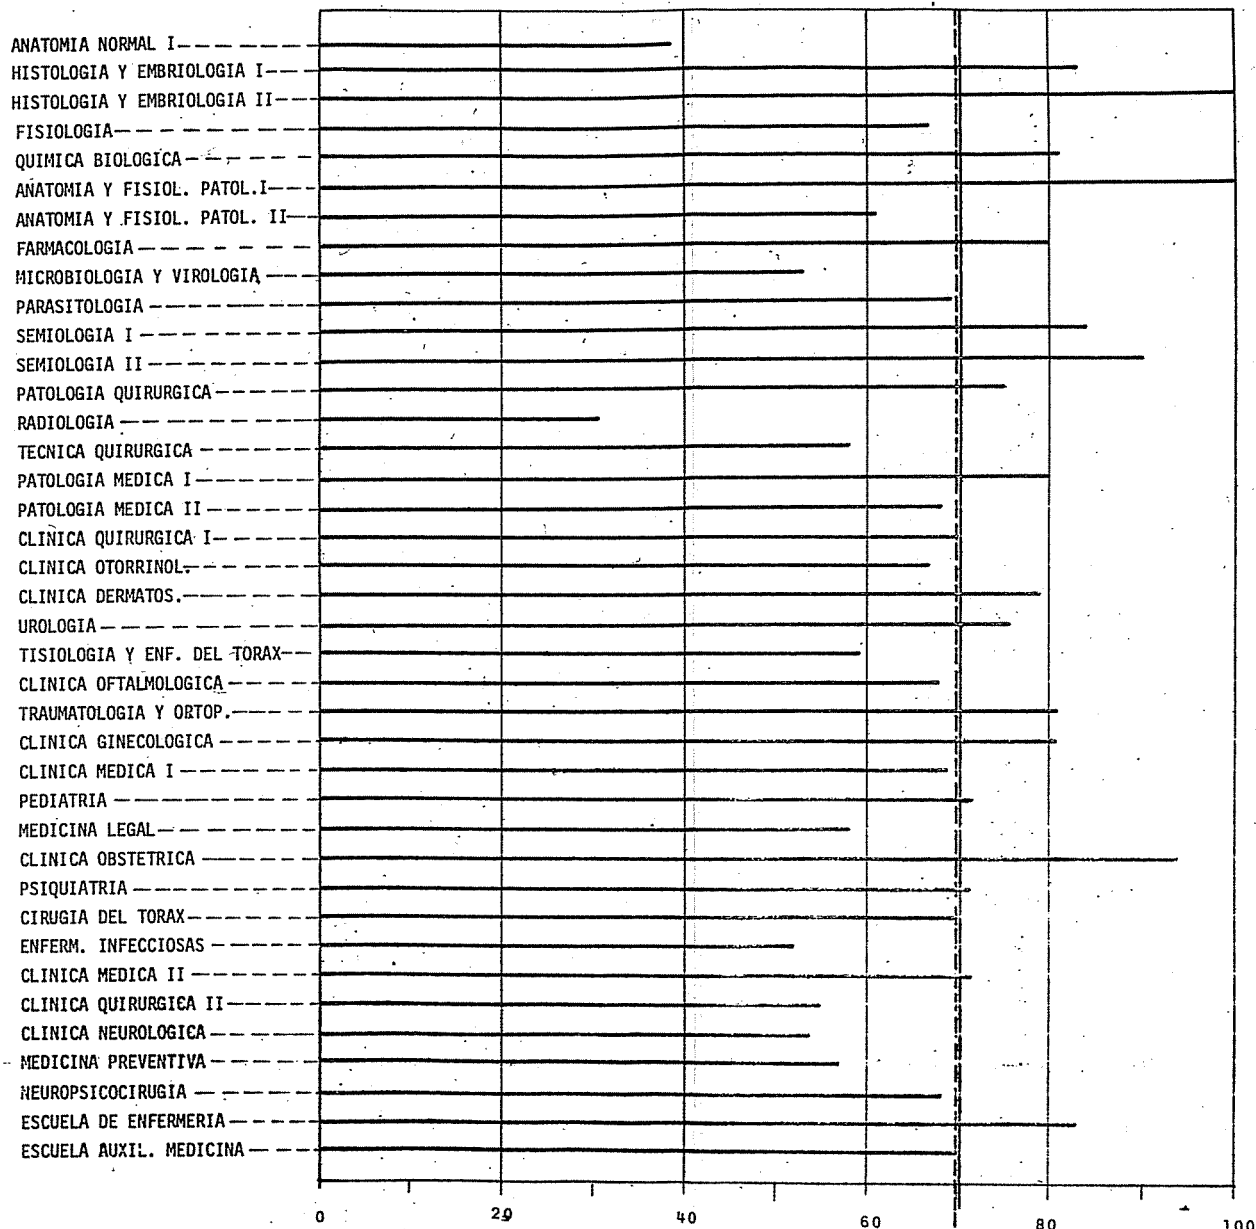 ANATOMIA NORMAL I
HISTOLOGIA Y EMBRIOLOGIA I
HISTOLOGIA Y EMBRIOLOGIA II
FISIOLOGIA
QUIMICA BIOLOGICA
ANATOMIA Y FISIOL. PATOL.I
ANATOMIA Y FISIOL. PATOL. II
FARMACOLOGIA
MICROBIOLOGIA Y VIROLOGIA
PARASITOLOGIA
SEMIOLOGIA I
SEMIOLOGIA II
PATOLOGIA QUIRURGICA
RADIOLOGIA
TECNICA QUIRURGICA
PATOLOGIA MEDICA I
PATOLOGIA MEDICA II
CLINICA QUIRURGICA I
CLINICA OTORRINOL.
CLINICA DERMATOS.
UROLOGIA
TISIOLOGIA Y ENF. DEL TORAX
CLINICA OFTALMOLOGICA
TRAUMATOLOGIA Y ORTOP.
CLINICA GINECOLOGICA
CLINICA MEDICA I
PEDIATRIA
MEDICINA LEGAL
CLINICA OBSTETRICA
PSIQUIATRIA
CIRUGIA DEL TORAX
ENFERM. INFECCIOSAS
CLINICA MEDICA II
CLINICA QUIRURGICA II
CLINICA NEUROLOGICA
MEDICINA PREVENTIVA
NEUROPSICOCIRUGIA
ESCUELA DE ENFERMERIA
ESCUELA AUXIL. MEDICINA
0 20 40 60 80 100